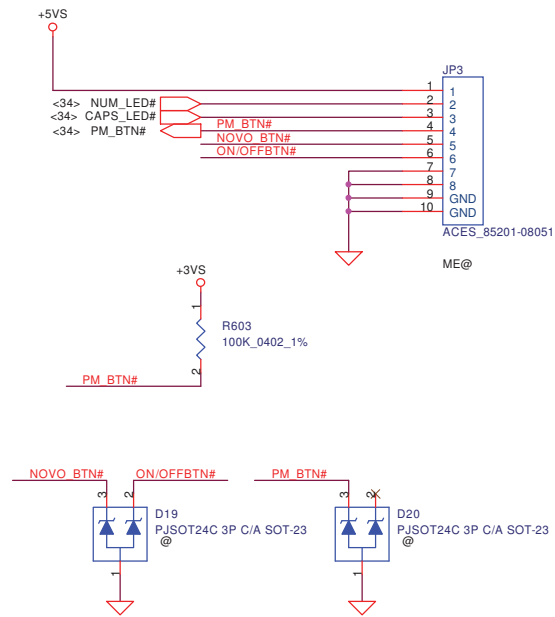 +5VS
JP3
<34> NUM_LED#
<34> CAPS_LED#
<34> PM_BTN#
PM_BTN#
NOVO_BTN#
ON/OFFBTN#
1 1
2 2
3 3
4 4
5 5
6 6
7 7
8 8
9 GND
10 GND
ACES_85201-08051
ME@
+3VS
1
R603
100K_0402_1%
2
PM_BTN#
NOVO_BTN# ON/OFFBTN# PM_BTN#
3 2 3 2
D19 D20
PJSOT24C 3P C/A SOT-23 PJSOT24C 3P C/A SOT-23
@ @
1 1